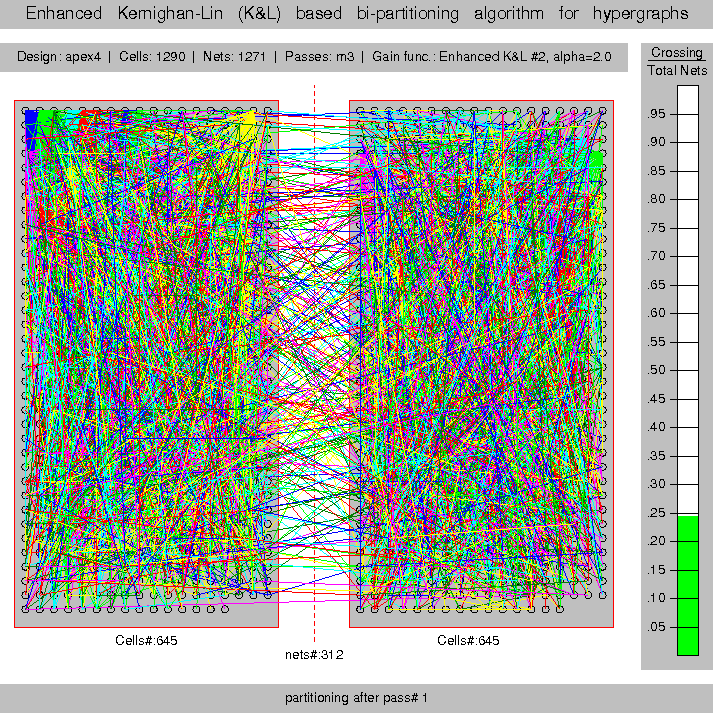 Enhanced Kernighan-Lin (K&L) based bi-partitioning algorithm for hypergraphs
Design: apex4 | Cells: 1290 | Nets: 1271 | Passes: m3 | Gain func.: Enhanced K&L #2, alpha=2.0
Crossing
Total Nets
.95
.90
.85
.80
.75
.70
.65
.60
.55
.50
.45
.40
.35
.30
.25
.20
.15
.10
.05
Cells#:645
Cells#:645
nets#:312
partitioning after pass# 1